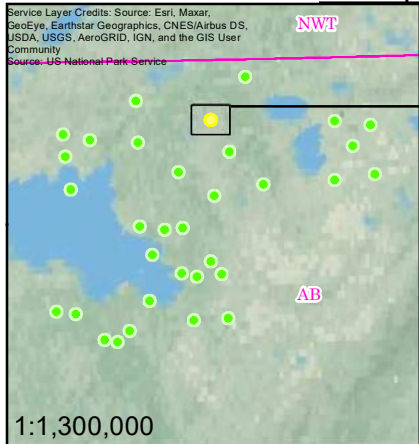 Service Layer Credits: Source: Esri, Maxar,
GeoEye, Earthstar Geographics, CNES/Airbus DS,
USDA, USGS, AeroGRID, IGN, and the GIS User
Community
Source: US National Park Service
NWT
AB
1:1,300,000